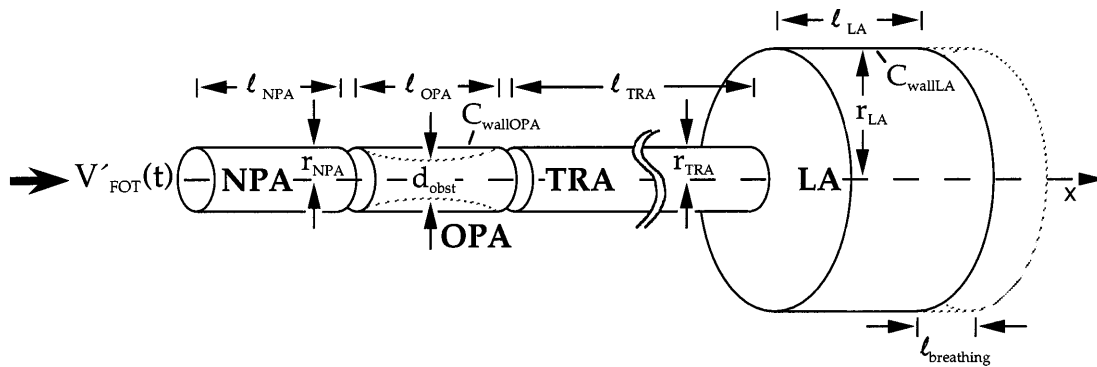 ℓ LA
C wallLA
ℓ NPA ℓ OPA ℓ TRA
C wallOPA
r LA
V′ FOT (t) NPA r NPA d obst TRA r TRA LA
OPA
x
ℓ breathing